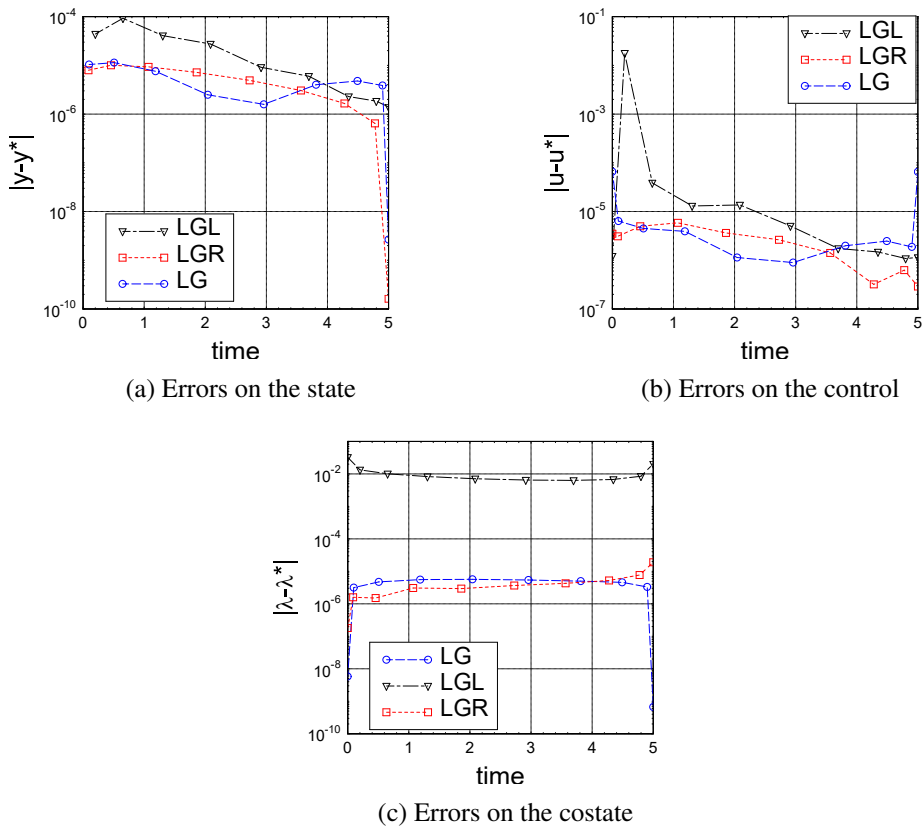 10^-4
10^-6
10^-8
10^-10
|y-y*|
LGL
LGR
LG
0 1 2 3 4 5
time
(a) Errors on the state
10^-1
10^-3
10^-5
10^-7
|u-u*|
LGL
LGR
LG
0 1 2 3 4 5
time
(b) Errors on the control
10^-2
10^-4
10^-6
10^-8
10^-10
|λ-λ*|
LG
LGL
LGR
0 1 2 3 4 5
time
(c) Errors on the costate